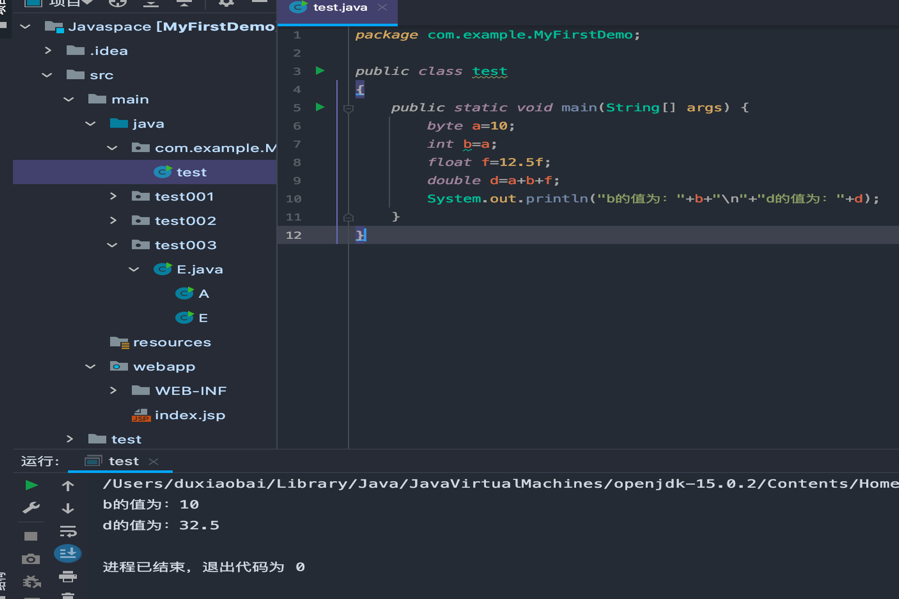 项目
Javaspace [MyFirstDemo
.idea
src
main
java
com.example.M
test
test001
test002
test003
E.java
A
E
resources
webapp
WEB-INF
index.jsp
test
test.java
1 package com.example.MyFirstDemo;
2
3 public class test
4 {
5 public static void main(String[] args) {
6 byte a=10;
7 int b=a;
8 float f=12.5f;
9 double d=a+b+f;
10 System.out.println("b的值为: "+b+"\n"+"d的值为: "+d);
11 }
12 }
运行: test
/Users/duxiaobai/Library/Java/JavaVirtualMachines/openjdk-15.0.2/Contents/Home
b的值为: 10
d的值为: 32.5
进程已结束，退出代码为 0